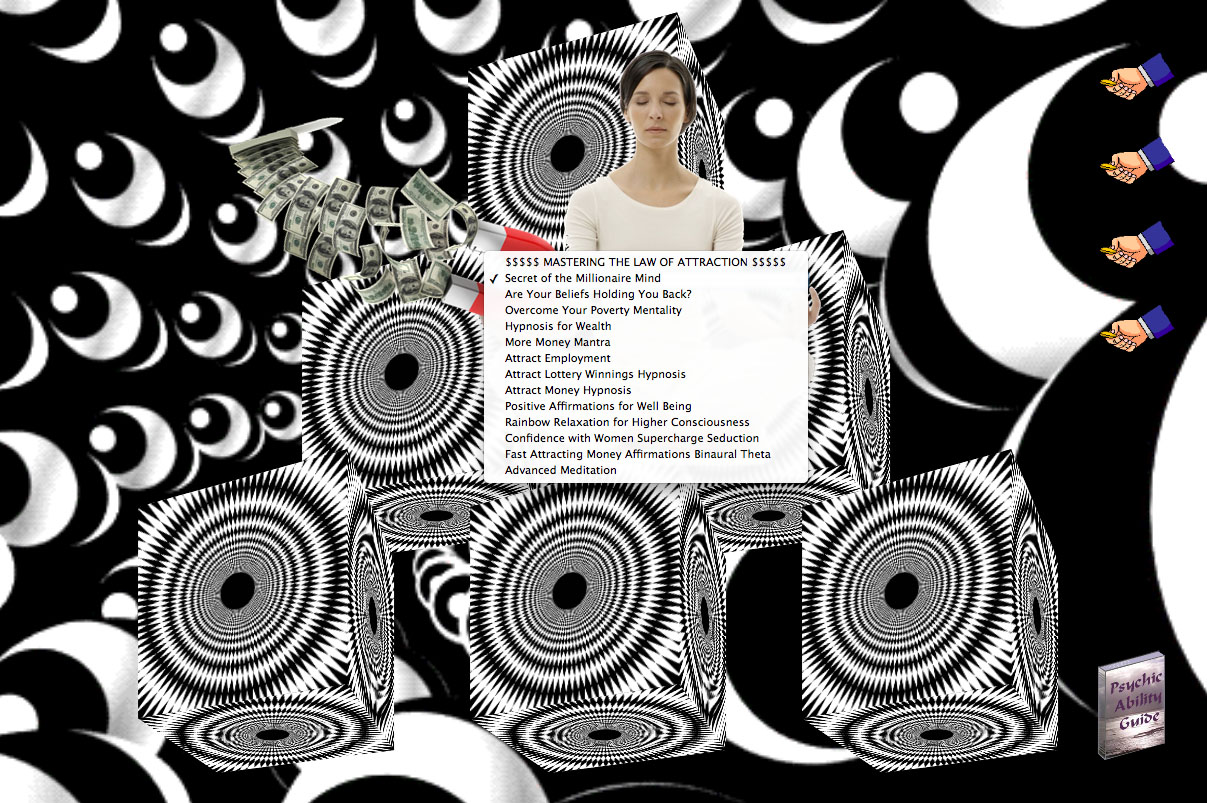 $$$$$ MASTERING THE LAW OF ATTRACTION $$$$$
✓ Secret of the Millionaire Mind
Are Your Beliefs Holding You Back?
Overcome Your Poverty Mentality
Hypnosis for Wealth
More Money Mantra
Attract Employment
Attract Lottery Winnings Hypnosis
Attract Money Hypnosis
Positive Affirmations for Well Being
Rainbow Relaxation for Higher Consciousness
Confidence with Women Supercharge Seduction
Fast Attracting Money Affirmations Binaural Theta
Advanced Meditation
Psychic
Ability
Guide